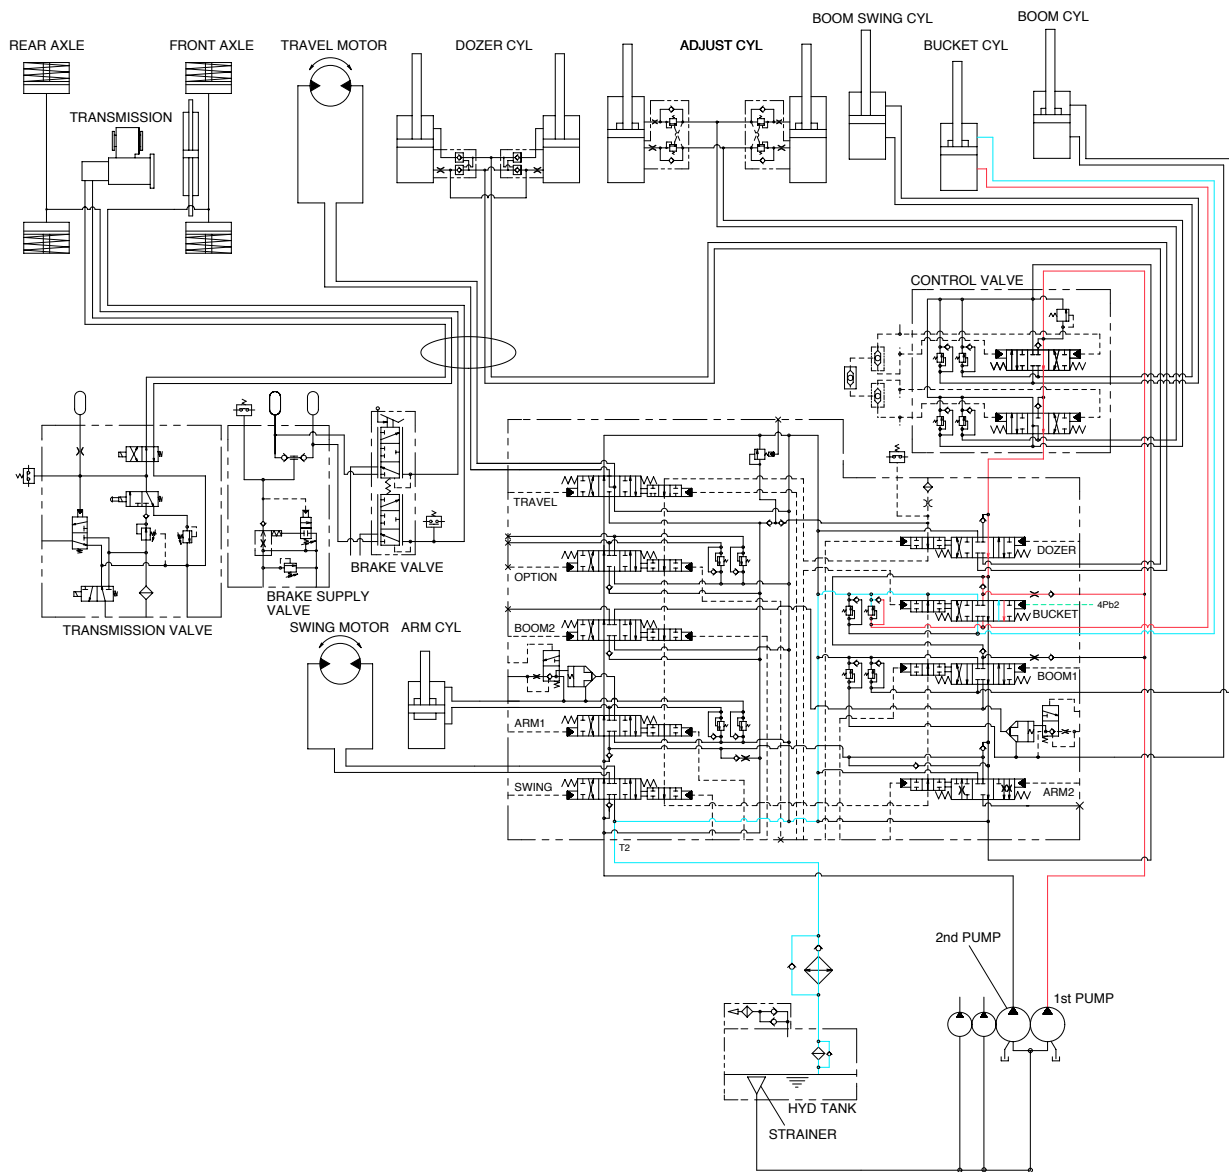 BOOM SWING CYL
BOOM CYL
REAR AXLE
FRONT AXLE
TRAVEL MOTOR
DOZER CYL
ADJUST CYL
BUCKET CYL
TRANSMISSION
CONTROL VALVE
TRAVEL
DOZER
BRAKE VALVE
OPTION
BRAKE SUPPLY
VALVE
4Pb2
BUCKET
TRANSMISSION VALVE
SWING MOTOR
ARM CYL
BOOM2
BOOM1
ARM1
SWING
ARM2
T2
2nd PUMP
1st PUMP
HYD TANK
STRAINER